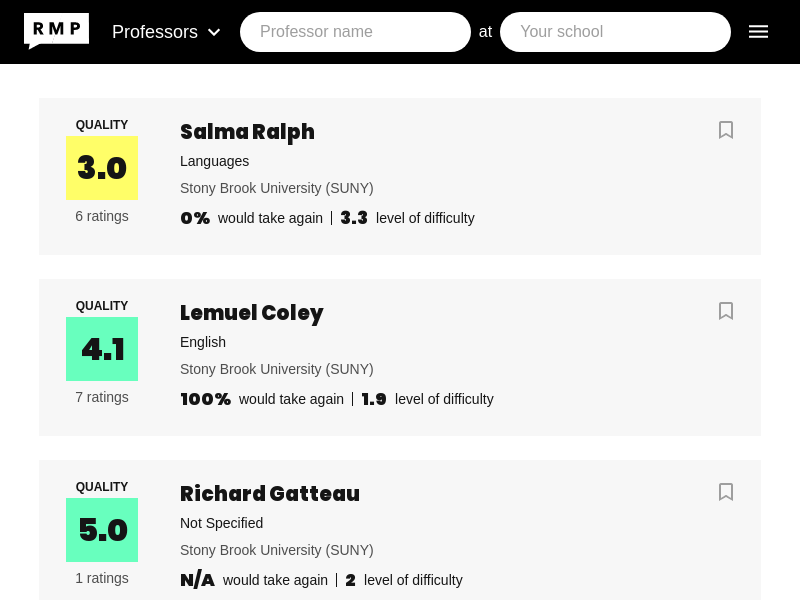 RMP Professors Professor name at Your school
QUALITY
3.0
6 ratings
Salma Ralph
Languages
Stony Brook University (SUNY)
0% would take again | 3.3 level of difficulty
QUALITY
4.1
7 ratings
Lemuel Coley
English
Stony Brook University (SUNY)
100% would take again | 1.9 level of difficulty
QUALITY
5.0
1 ratings
Richard Gatteau
Not Specified
Stony Brook University (SUNY)
N/A would take again | 2 level of difficulty